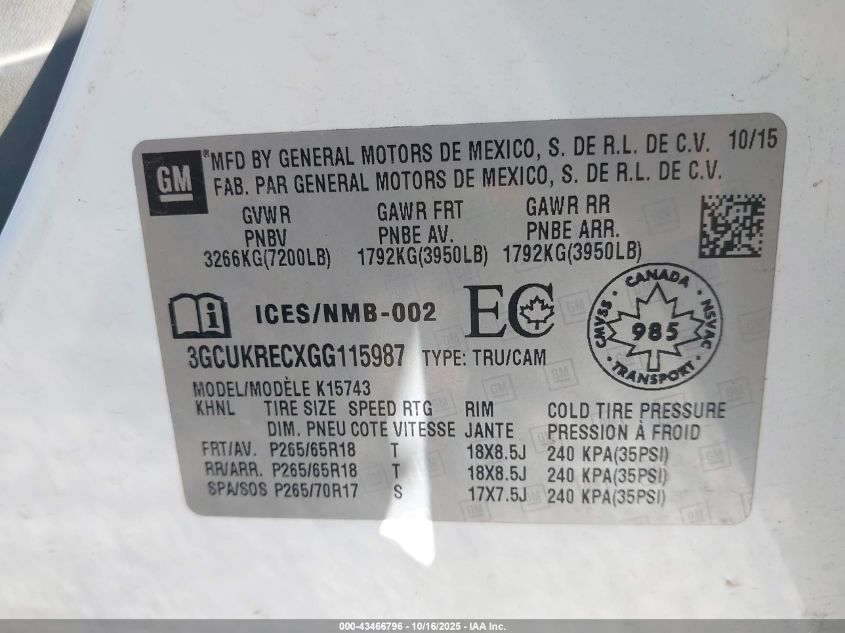 GM
®MFD BY GENERAL MOTORS DE MEXICO, S. DE R.L. DE C.V. 10/15
FAB. PAR GENERAL MOTORS DE MEXICO, S. DE R.L. DE C.V.
GVWR GAWR FRT GAWR RR
PNBV PNBE AV. PNBE ARR.
3266KG(7200LB) 1792KG(3950LB) 1792KG(3950LB)
i ICES/NMB-002 EC
CANADA
CMVSS 985 NSVAC
TRANSPORT
3GCUKRECXGG115987 TYPE: TRU/CAM
MODEL/MODÈLE K15743
KHNL TIRE SIZE SPEED RTG RIM COLD TIRE PRESSURE
DIM. PNEU COTE VITESSE JANTE PRESSION À FROID
FRT/AV. P265/65R18 T 18X8.5J 240 KPA(35PSI)
RR/ARR. P265/65R18 T 18X8.5J 240 KPA(35PSI)
SPA/SOS P265/70R17 S 17X7.5J 240 KPA(35PSI)
000-43466796 - 10/16/2025 - IAA Inc.